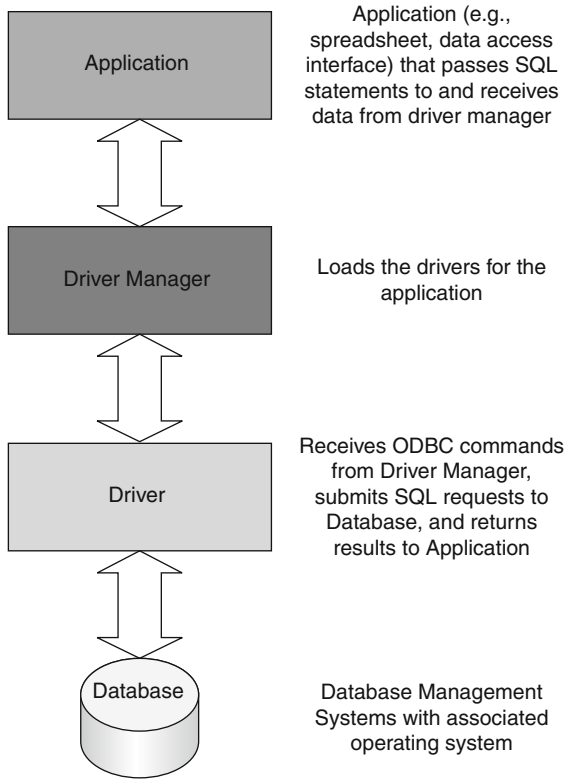 Application
Application (e.g.,
spreadsheet, data access
interface) that passes SQL
statements to and receives
data from driver manager
Driver Manager
Loads the drivers for the
application
Driver
Receives ODBC commands
from Driver Manager,
submits SQL requests to
Database, and returns
results to Application
Database
Database Management
Systems with associated
operating system